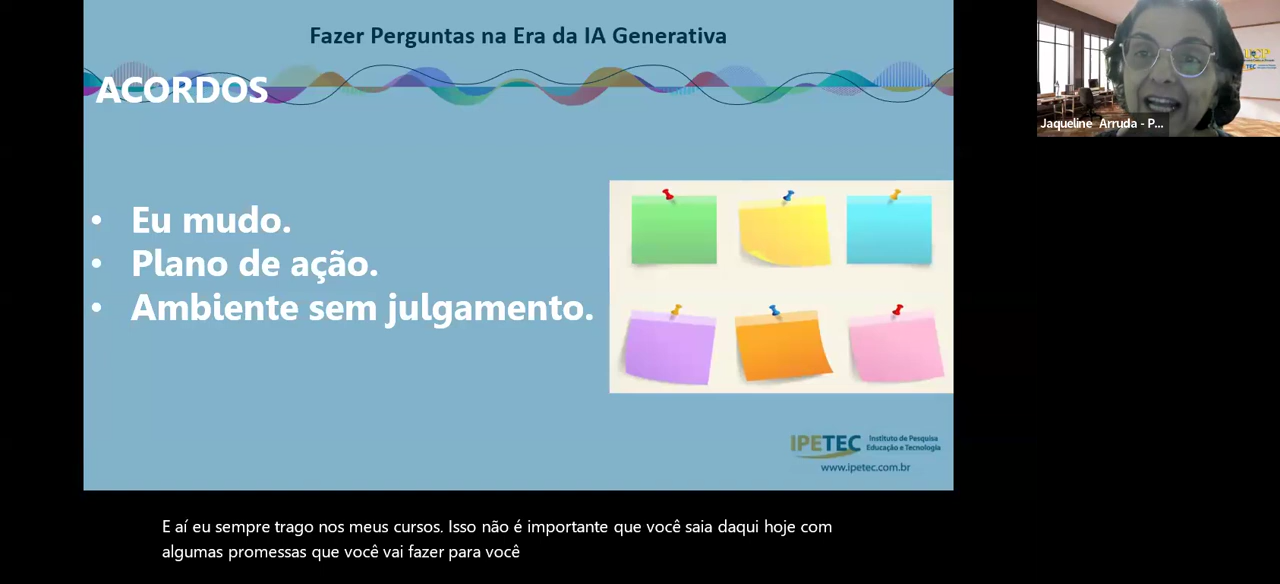 Fazer Perguntas na Era da IA Generativa
ACORDOS
• Eu mudo.
• Plano de ação.
• Ambiente sem julgamento.
IPETEC Instituto de Pesquisa
Educação e Tecnologia
www.ipetec.com.br
Jaqueline Arruda - P...
TEC
E aí eu sempre trago nos meus cursos. Isso não é importante que você saia daqui hoje com
algumas promessas que você vai fazer para você